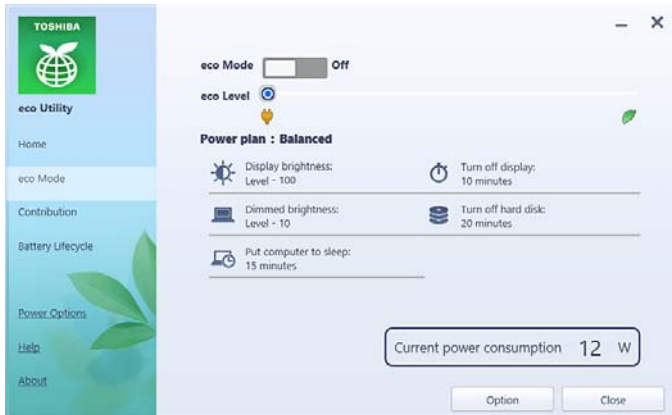 TOSHIBA
eco Utility
Home
eco Mode
Contribution
Battery Lifecycle
Power Options
Help
About
eco Mode Off
eco Level
Power plan : Balanced
Display brightness:
Level - 100
Turn off display:
10 minutes
Dimmed brightness:
Level - 10
Turn off hard disk:
20 minutes
Put computer to sleep:
15 minutes
Current power consumption 12 W
Option Close